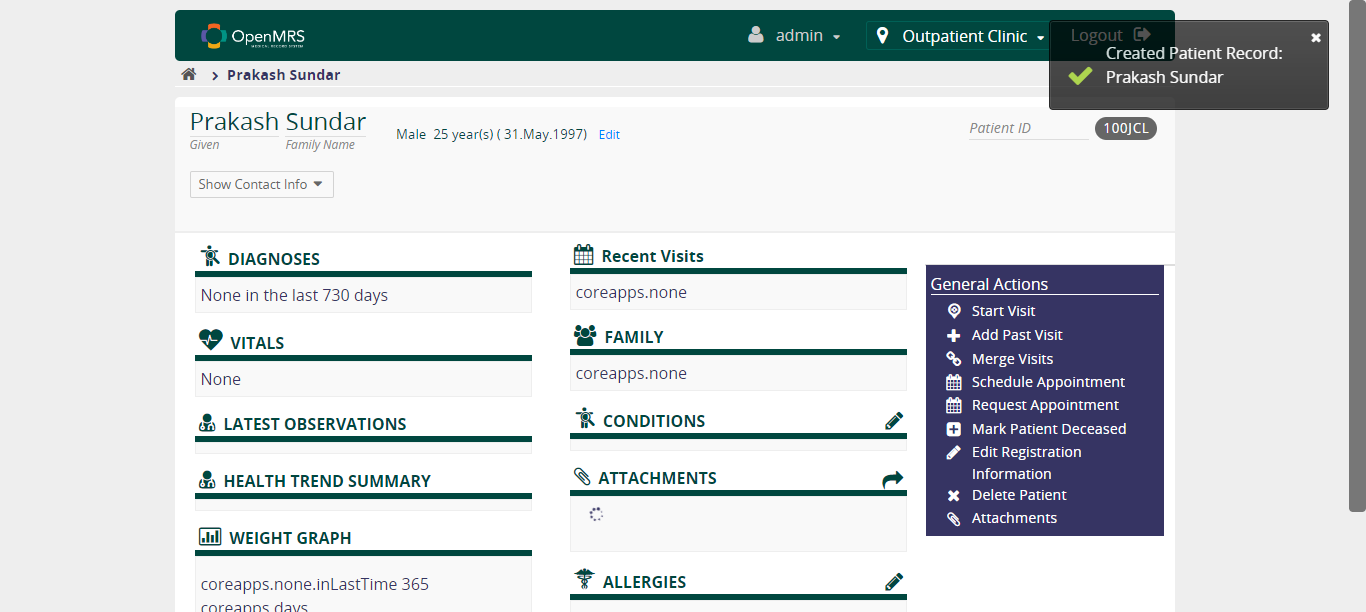 OpenMRS
MEDICAL RECORD SYSTEM
admin
Outpatient Clinic
Logout
Created Patient Record:
Prakash Sundar
Prakash Sundar
Prakash Sundar
Given
Family Name
Male 25 year(s) ( 31.May.1997) Edit
Patient ID
100JCL
Show Contact Info
DIAGNOSES
None in the last 730 days
VITALS
None
LATEST OBSERVATIONS
HEALTH TREND SUMMARY
WEIGHT GRAPH
coreapps.none.inLastTime 365
coreapps.days
Recent Visits
coreapps.none
FAMILY
coreapps.none
CONDITIONS
ATTACHMENTS
ALLERGIES
General Actions
Start Visit
Add Past Visit
Merge Visits
Schedule Appointment
Request Appointment
Mark Patient Deceased
Edit Registration
Information
Delete Patient
Attachments